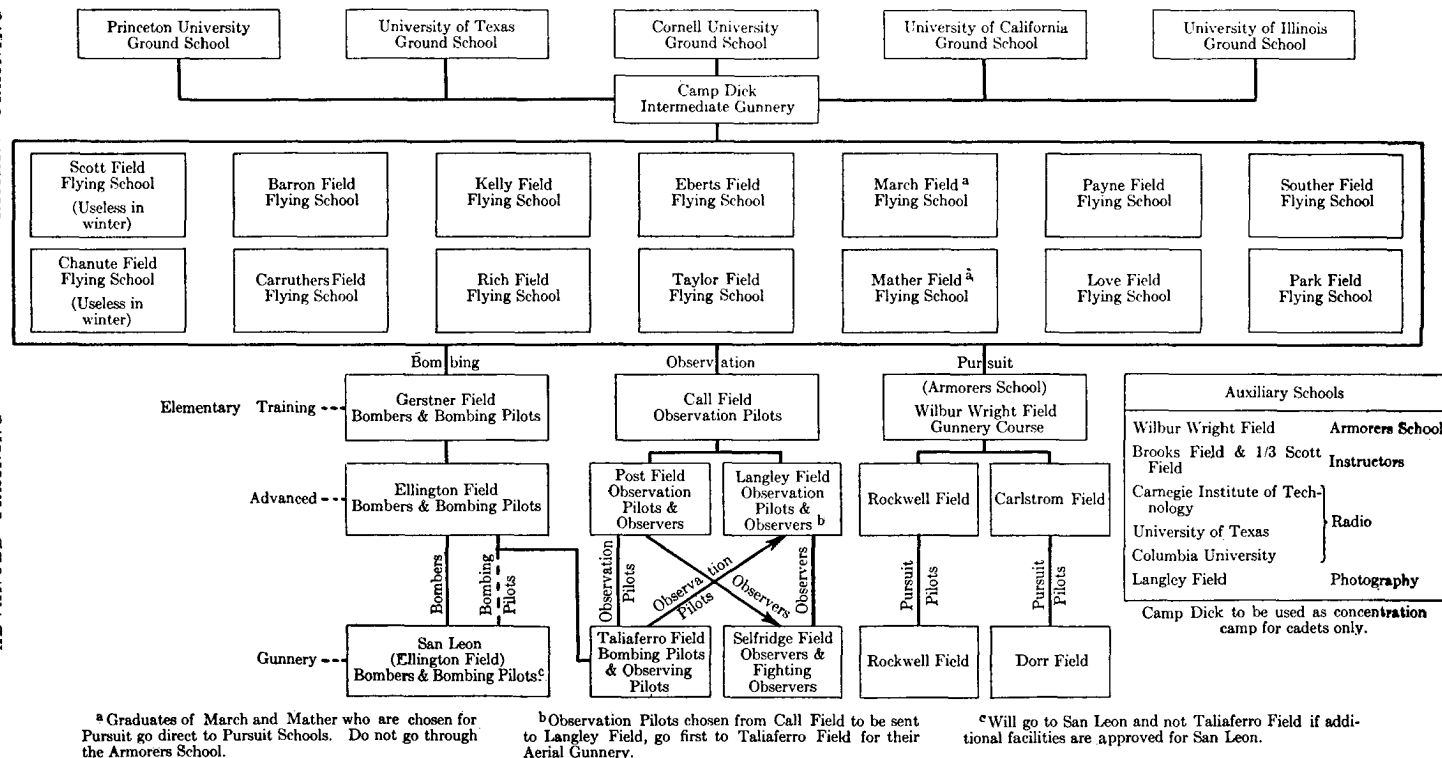 Princeton University
Ground School
University of Texas
Ground School
Cornell University
Ground School
University of California
Ground School
University of Illinois
Ground School
Camp Dick
Intermediate Gunnery
Scott Field
Flying School
(Useless in
winter)
Barron Field
Flying School
Kelly Field
Flying School
Eberts Field
Flying School
March Field a
Flying School
Payne Field
Flying School
Souther Field
Flying School
Chanute Field
Flying School
(Useless in
winter)
Carruthers Field
Flying School
Rich Field
Flying School
Taylor Field
Flying School
Mather Field a
Flying School
Love Field
Flying School
Park Field
Flying School
Bombing
Observation
Pursuit
Elementary Training
Gerstner Field
Bombers & Bombing Pilots
Call Field
Observation Pilots
(Armorers School)
Wilbur Wright Field
Gunnery Course
Advanced
Ellington Field
Bombers & Bombing Pilots
Post Field
Observation
Pilots &
Observers
Langley Field
Observation
Pilots &
Observers b
Rockwell Field
Carlstrom Field
Bombers
Bombing
Pilots
Observation
Pilots
Observation
Pilots
Observers
Observers
Pursuit
Pilots
Pursuit
Pilots
Gunnery
San Leon
(Ellington Field)
Bombers & Bombing Pilots c
Taliaferro Field
Bombing Pilots
& Observing
Pilots
Selfridge Field
Observers &
Fighting
Observers
Rockwell Field
Dorr Field
Auxiliary Schools
Wilbur Wright Field Armorers School
Brooks Field & 1/3 Scott
Field Instructors
Carnegie Institute of Tech-
nology
University of Texas
Columbia University
Radio
Langley Field Photography
Camp Dick to be used as concentration
camp for cadets only.
a Graduates of March and Mather who are chosen for
Pursuit go direct to Pursuit Schools. Do not go through
the Armorers School.
b Observation Pilots chosen from Call Field to be sent
to Langley Field, go first to Taliaferro Field for their
Aerial Gunnery.
c Will go to San Leon and not Taliaferro Field if addi-
tional facilities are approved for San Leon.